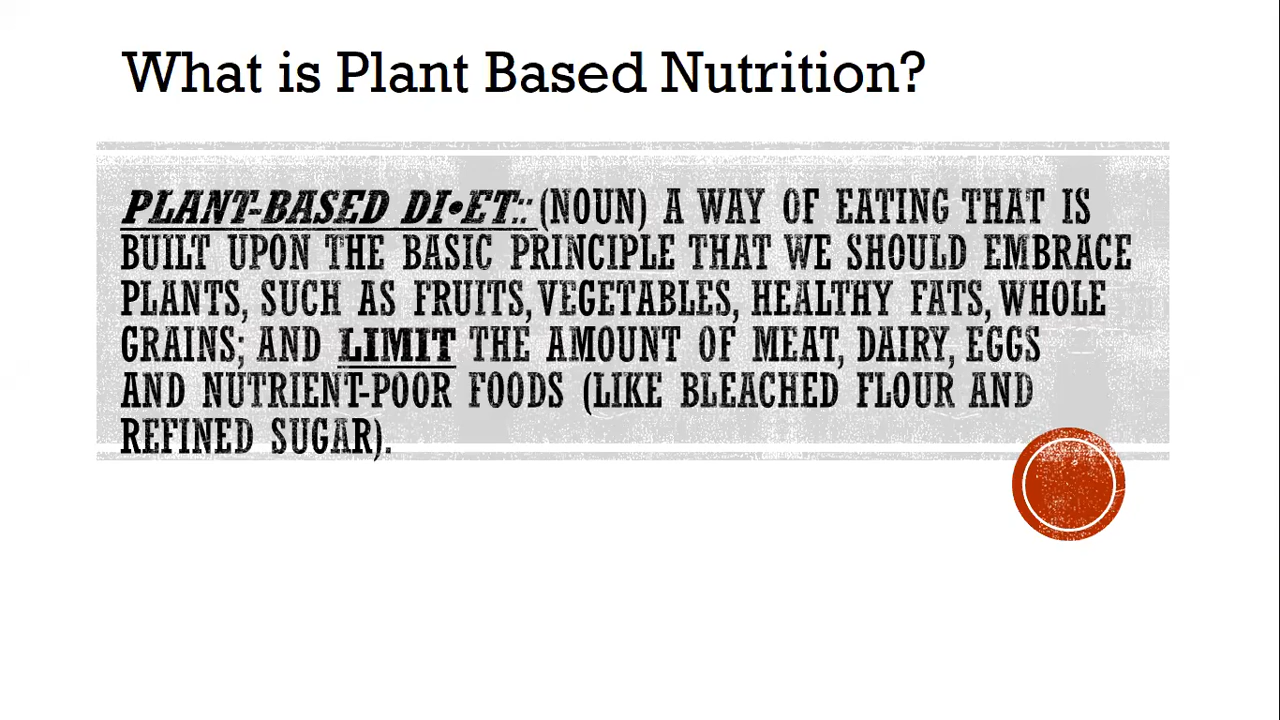 What is Plant Based Nutrition?
PLANT-BASED DI•ET:: (NOUN) A WAY OF EATING THAT IS
BUILT UPON THE BASIC PRINCIPLE THAT WE SHOULD EMBRACE
PLANTS, SUCH AS FRUITS, VEGETABLES, HEALTHY FATS, WHOLE
GRAINS; AND LIMIT THE AMOUNT OF MEAT, DAIRY, EGGS
AND NUTRIENT-POOR FOODS (LIKE BLEACHED FLOUR AND
REFINED SUGAR).